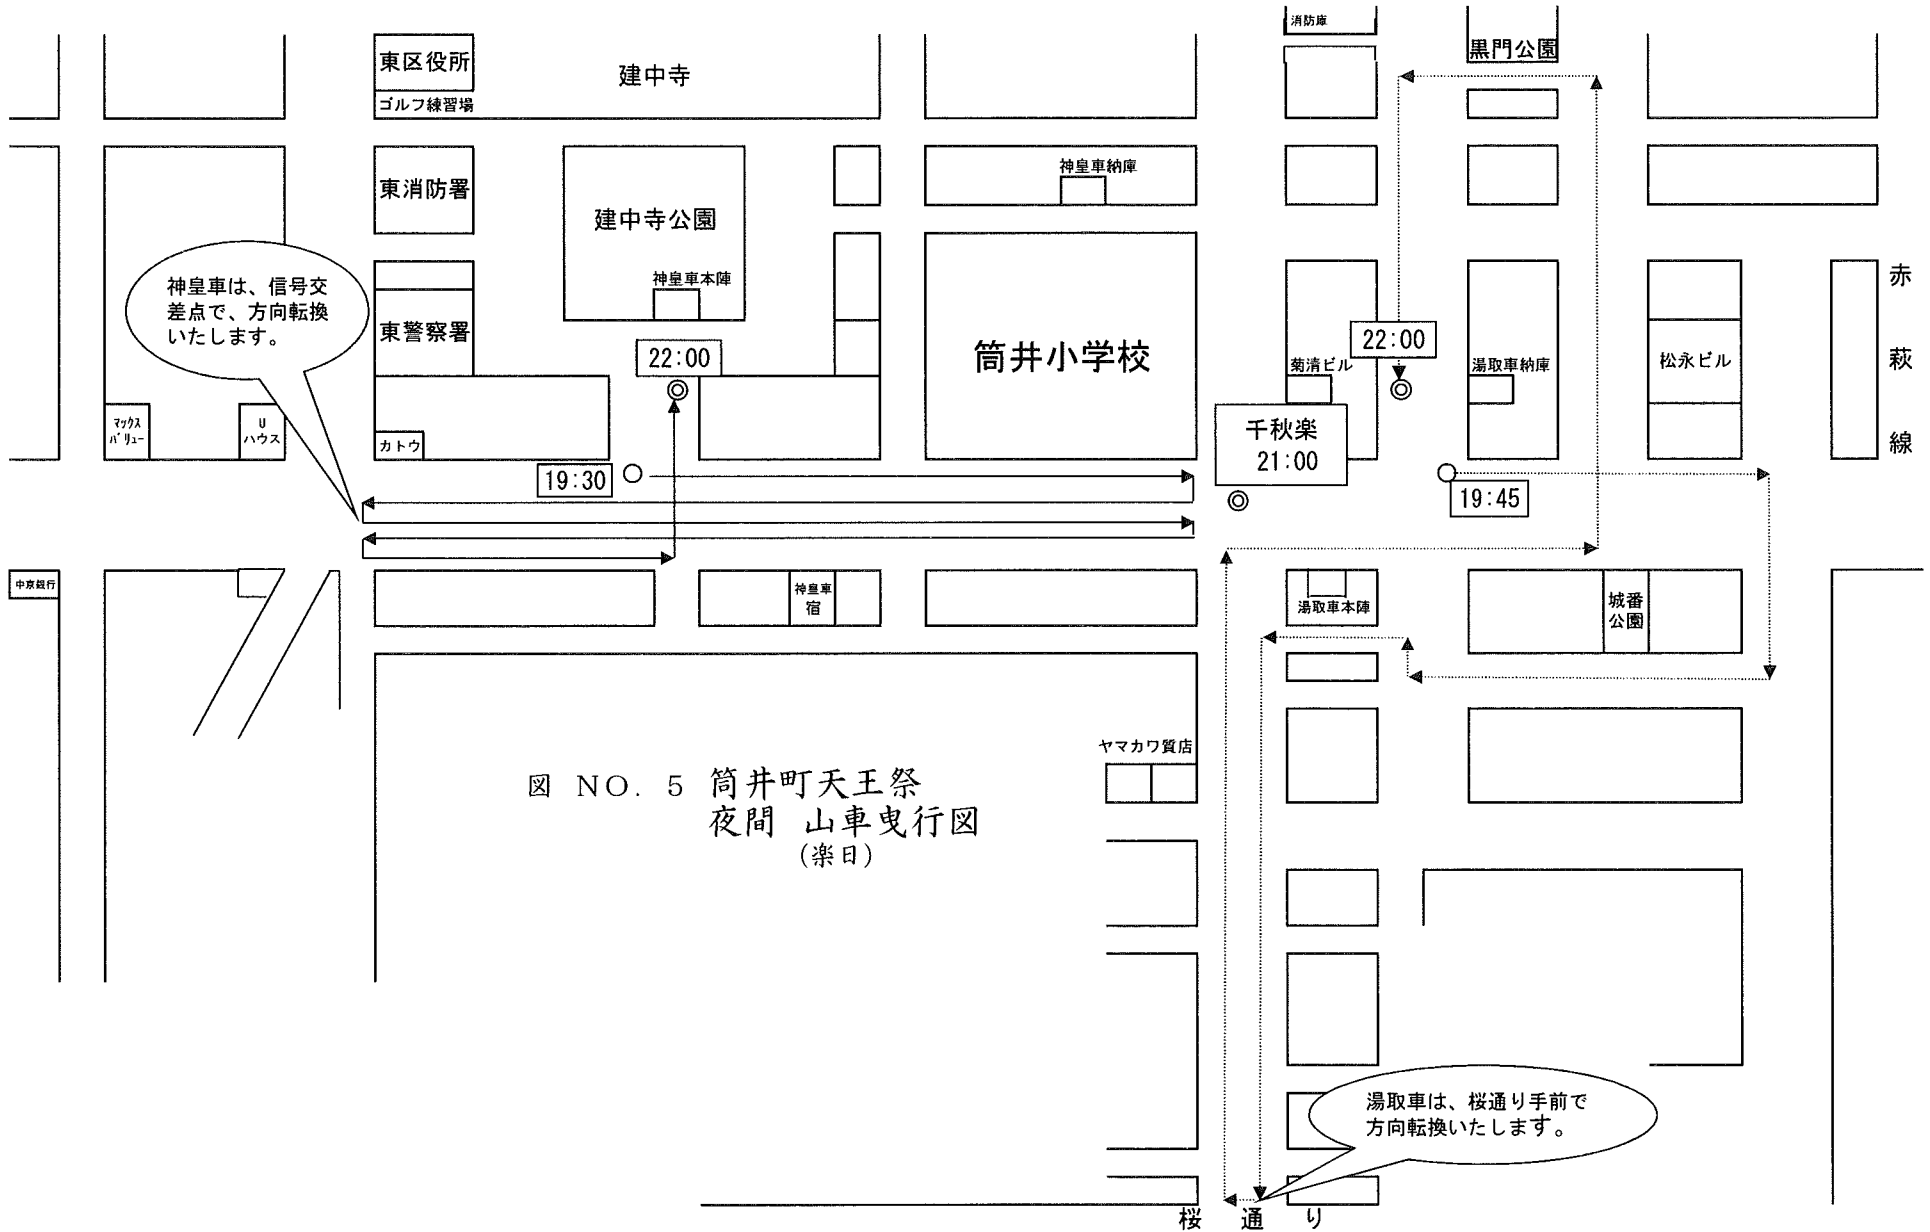 消防庫
黒門公園
東区役所
ゴルフ練習場
建中寺
東消防署
神皇車納庫
建中寺公園
神皇車本陣
神皇車は、信号交
差点で、方向転換
いたします。
東警察署
22:00
筒井小学校
菊清ビル
22:00
湯取車納庫
松永ビル
赤
萩
線
マックス
バリュー
U
ハウス
カトウ
千秋楽
21:00
19:30
19:45
中京銀行
神皇車
宿
湯取車本陣
城番
公園
ヤマカワ質店
図 NO. 5 筒井町天王祭
夜間 山車曳行図
(楽日)
湯取車は、桜通り手前で
方向転換いたします。
桜 通 り